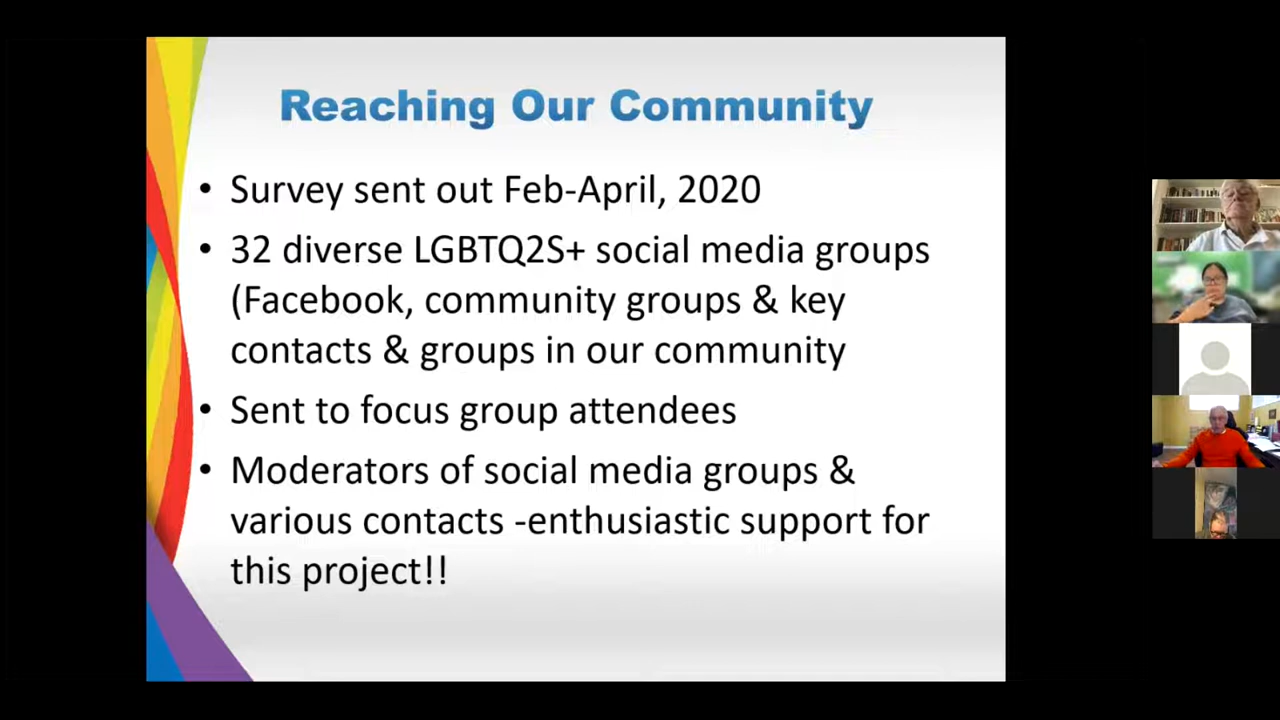 Reaching Our Community
• Survey sent out Feb-April, 2020
• 32 diverse LGBTQ2S+ social media groups
(Facebook, community groups & key
contacts & groups in our community
• Sent to focus group attendees
• Moderators of social media groups &
various contacts -enthusiastic support for
this project!!